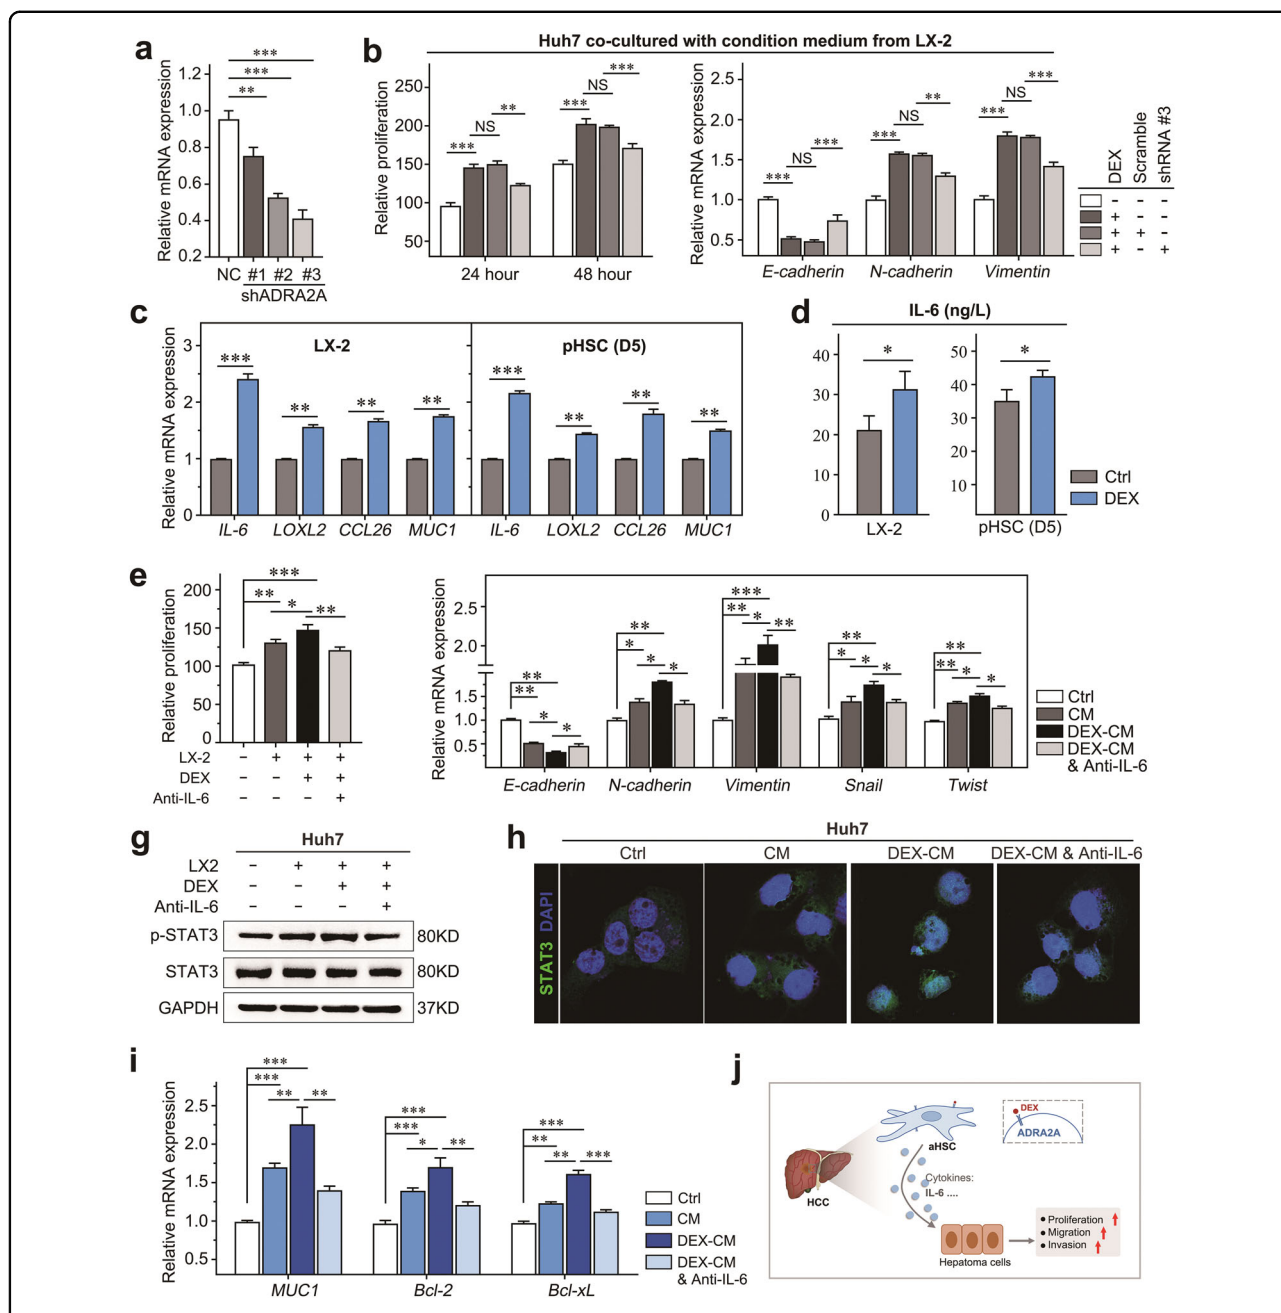 a
Relative mRNA expression
1.2
1.0
0.8
0.6
0.4
0.2
***
***
**
NC #1 #2 #3
shADRA2A
b
Huh7 co-cultured with condition medium from LX-2
Relative proliferation
250
200
150
100
50
*** NS **
*** NS ***
24 hour 48 hour
Relative mRNA expression
2.5
2.0
1.5
1.0
0.5
*** NS ***
*** NS **
*** NS ***
E-cadherin N-cadherin Vimentin
DEX Scramble shRNA #3
- - -
+ - -
+ + -
+ - +
c
Relative mRNA expression
3
2
1
0
LX-2
*** ** ** **
IL-6 LOXL2 CCL26 MUC1
pHSC (D5)
*** ** ** **
IL-6 LOXL2 CCL26 MUC1
d
IL-6 (ng/L)
40
30
20
10
0
*
LX-2
50
40
30
20
10
*
pHSC (D5)
Ctrl
DEX
e
Relative proliferation
200
150
100
50
0
***
** * **
LX-2 - + + +
DEX - - + +
Anti-IL-6 - - - +
Relative mRNA expression
2.5
2.0
1.5
1.0
0.5
**
**
* *
**
*
* *
***
** * **
**
* * *
**
** * *
E-cadherin N-cadherin Vimentin Snail Twist
Ctrl
CM
DEX-CM
DEX-CM
& Anti-IL-6
g
Huh7
LX2 - + + +
DEX - - + +
Anti-IL-6 - - - +
p-STAT3 80KD
STAT3 80KD
GAPDH 37KD
h
Huh7
Ctrl CM DEX-CM DEX-CM & Anti-IL-6
STAT3 DAPI
i
Relative mRNA expression
2.5
2.0
1.5
1.0
0.5
***
***
** **
***
***
* **
***
**
** ***
MUC1 Bcl-2 Bcl-xL
Ctrl
CM
DEX-CM
DEX-CM
& Anti-IL-6
j
DEX
ADRA2A
aHSC
HCC
Cytokines:
IL-6 ....
Hepatoma cells
● Proliferation
● Migration
● Invasion